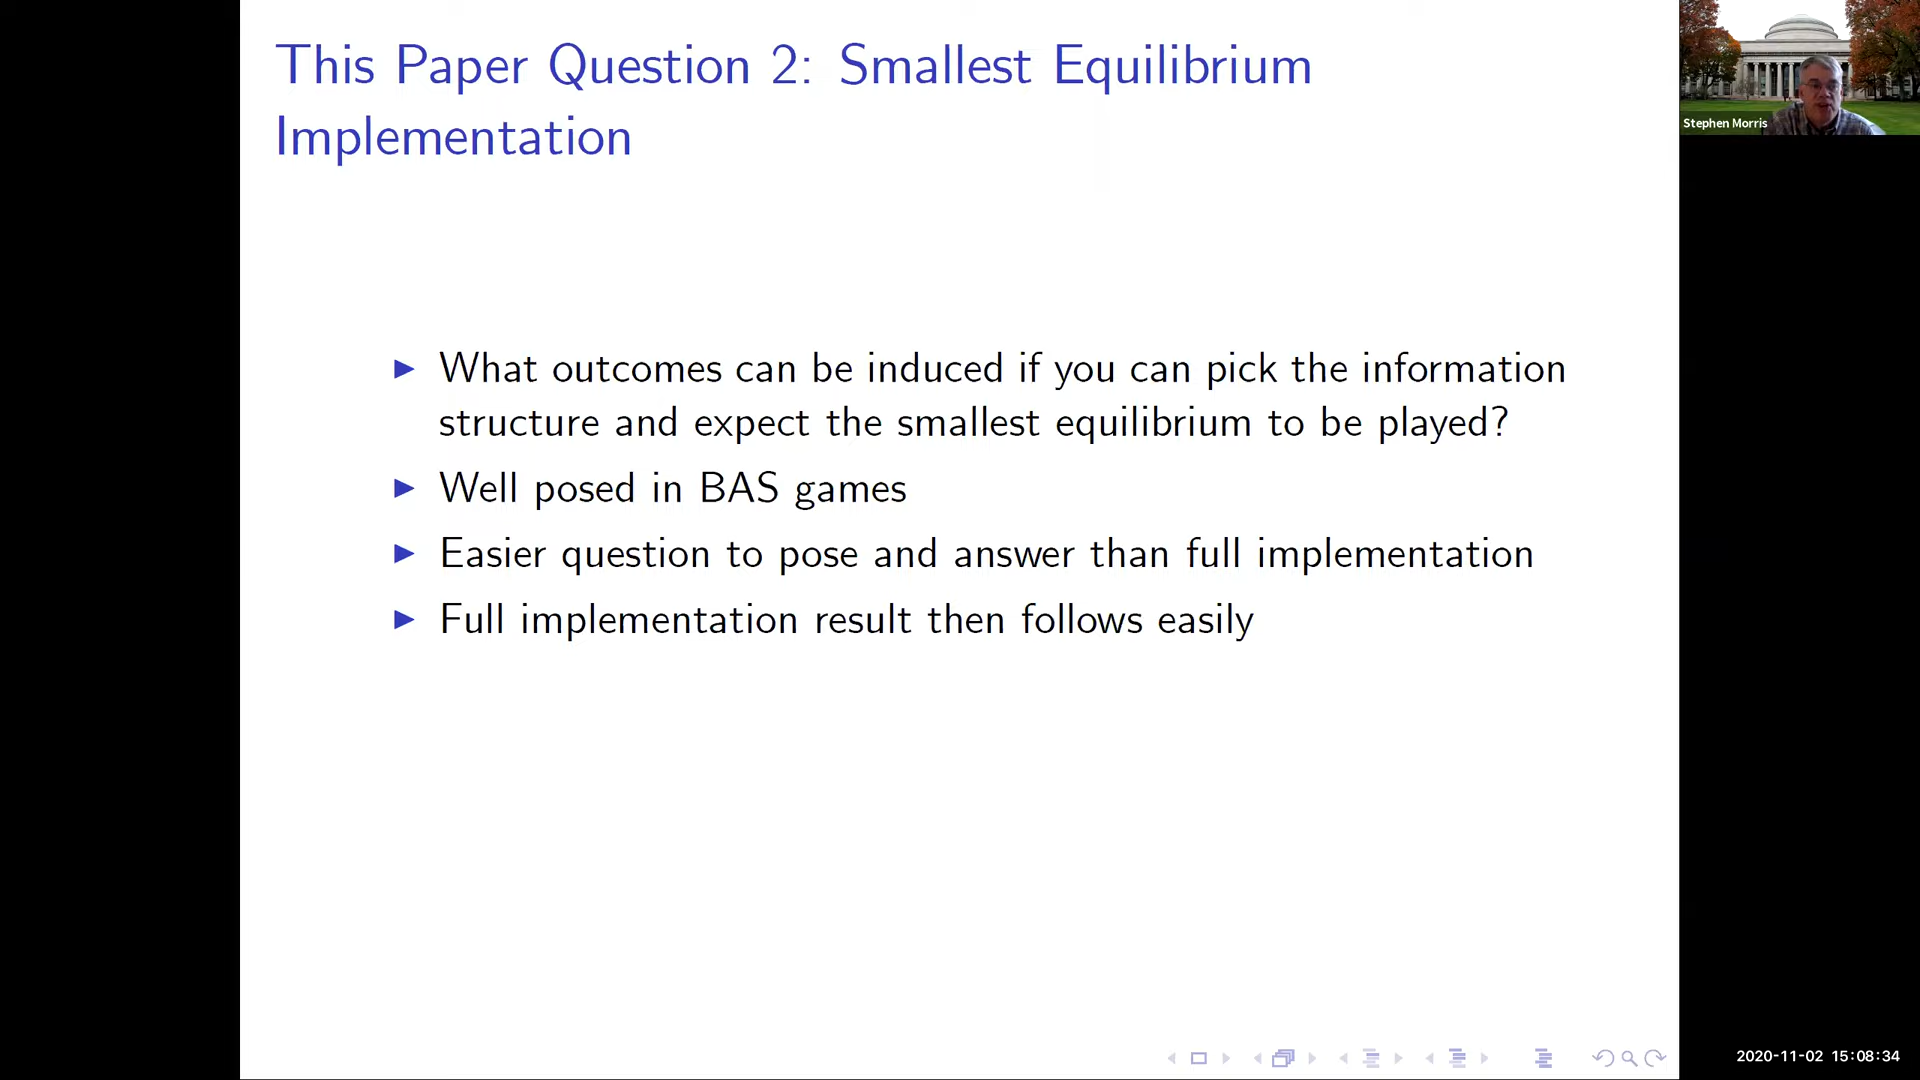 This Paper Question 2: Smallest Equilibrium
Implementation
What outcomes can be induced if you can pick the information
structure and expect the smallest equilibrium to be played?
Well posed in BAS games
Easier question to pose and answer than full implementation
Full implementation result then follows easily
Stephen Morris
2020-11-02 15:08:34